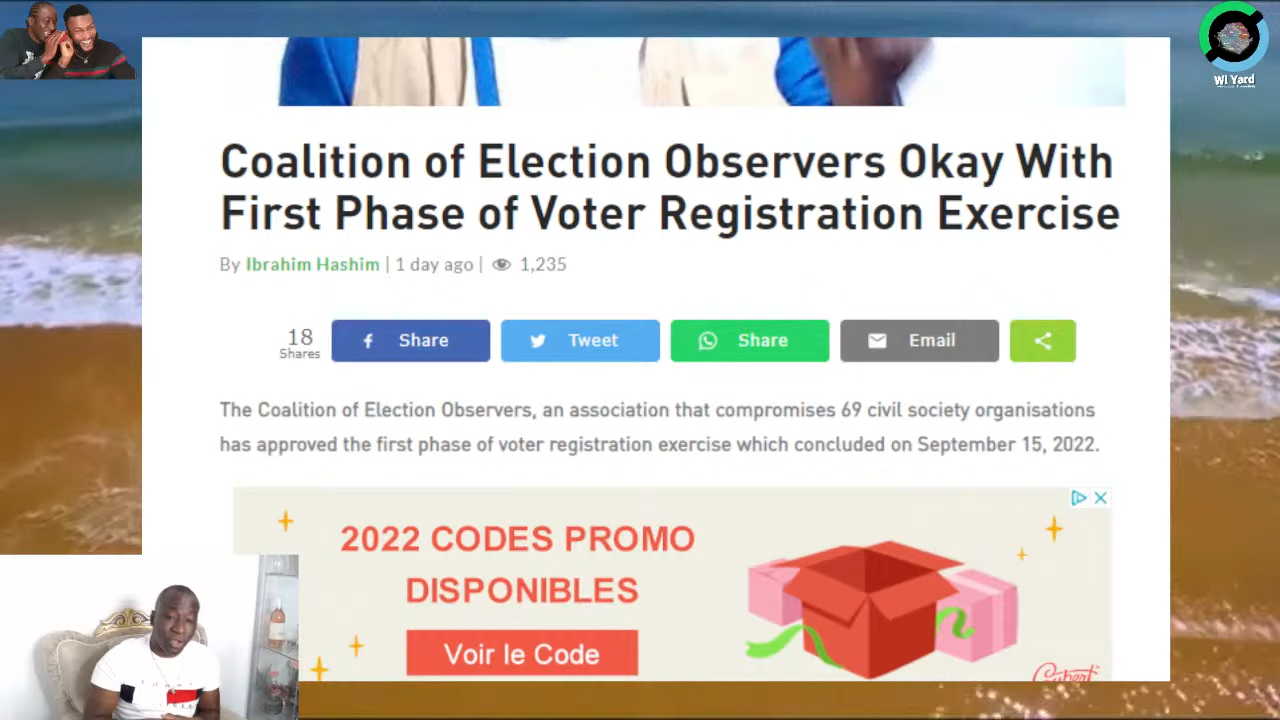 WI Yard
Coalition of Election Observers Okay With
First Phase of Voter Registration Exercise
By Ibrahim Hashim | 1 day ago | 1,235
18
Shares
Share
Tweet
Share
Email
The Coalition of Election Observers, an association that compromises 69 civil society organisations
has approved the first phase of voter registration exercise which concluded on September 15, 2022.
2022 CODES PROMO
DISPONIBLES
Voir le Code